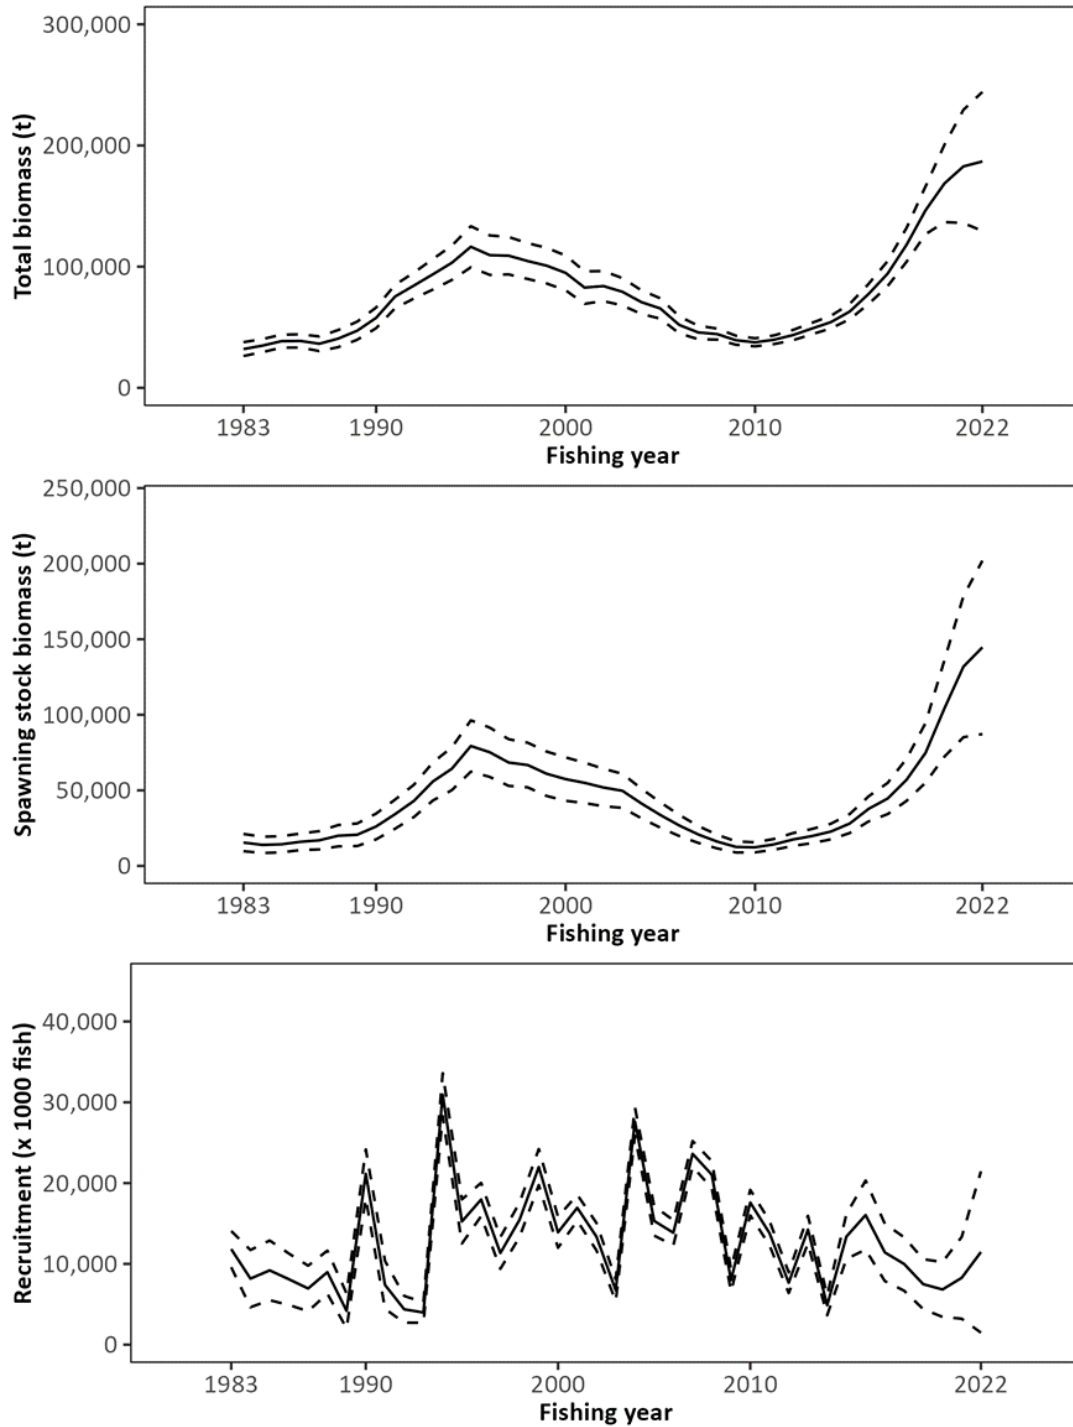 Total biomass (t)
300,000
200,000
100,000
0
1983 1990 2000 2010 2022
Fishing year
Spawning stock biomass (t)
250,000
200,000
150,000
100,000
50,000
0
1983 1990 2000 2010 2022
Fishing year
Recruitment (x 1000 fish)
40,000
30,000
20,000
10,000
0
1983 1990 2000 2010 2022
Fishing year